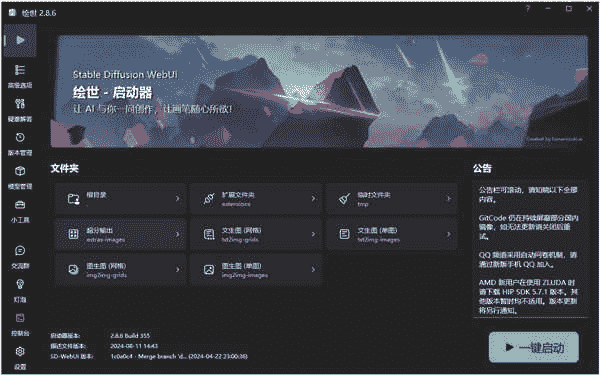 绘世 2.8.6
Stable Diffusion WebUI
绘世 - 启动器
让 AI 与你一同创作，让画笔随心所欲！
高级选项
疑难解答
版本管理
模型管理
小工具
交流群
灯泡
控制台
设置
文件夹
根目录
.
扩展文件夹
extensions
临时文件夹
tmp
超分输出
extras-images
文生图 (网格)
txt2img-grids
文生图 (单图)
txt2img-images
图生图 (网格)
img2img-grids
图生图 (单图)
img2img-images
公告
公告栏可滚动，请知晓以下全部
内容。
GitCode 仍在持续屏蔽部分国内
镜像，如无法更新请关闭后重
试。
QQ 频道采用自动问卷机制，请
通过新版手机 QQ 加入。
AMD 新用户在使用 ZLUDA 时
请下载 HIP SDK 5.7.1 版本，其
他版本暂时均不适用。版本更新
将另行通知。
启动器版本: 2.8.6 Build 355
描述文件版本: 2024-06-11 14:43
SD-WebUI 版本: 1c0a0c4 - Merge branch 'd... (2024-04-22 23:00:36)
一键启动